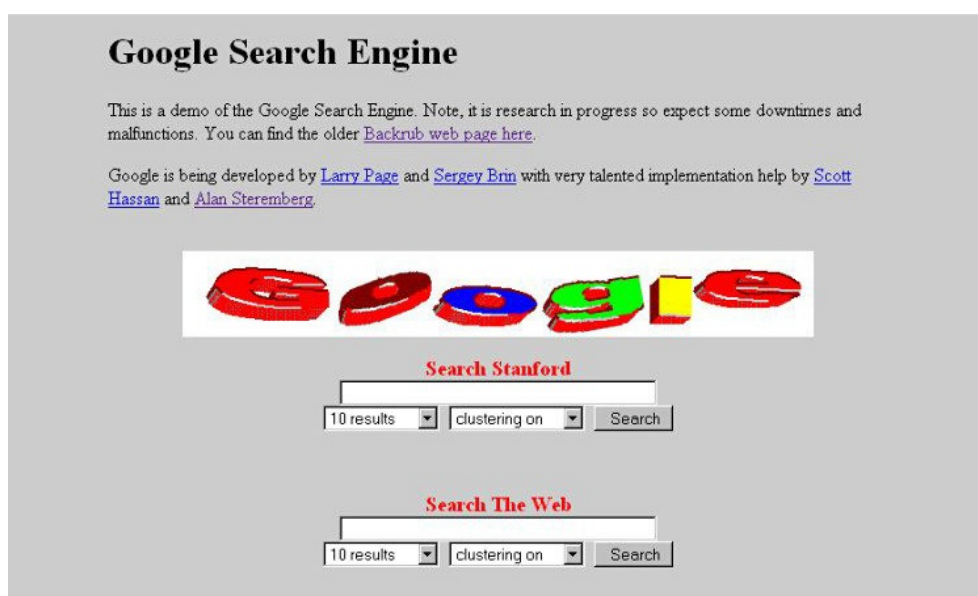 Google Search Engine
This is a demo of the Google Search Engine. Note, it is research in progress so expect some downtimes and
malfunctions. You can find the older Backrub web page here.
Google is being developed by Larry Page and Sergey Brin with very talented implementation help by Scott
Hassan and Alan Steremberg.
Google
Search Stanford
10 results clustering on Search
Search The Web
10 results clustering on Search